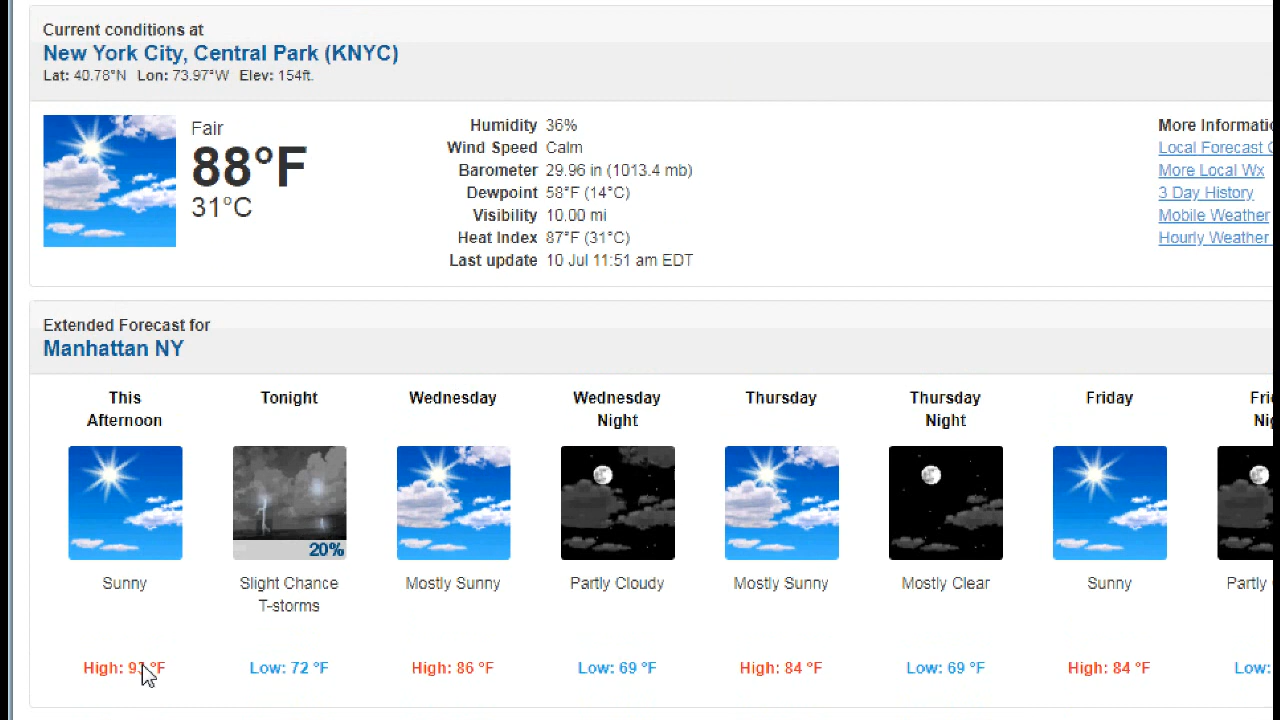 Current conditions at
New York City, Central Park (KNYC)
Lat: 40.78°N Lon: 73.97°W Elev: 154ft.
Fair
88°F
31°C
Humidity 36%
Wind Speed Calm
Barometer 29.96 in (1013.4 mb)
Dewpoint 58°F (14°C)
Visibility 10.00 mi
Heat Index 87°F (31°C)
Last update 10 Jul 11:51 am EDT
More Informatio
Local Forecast
More Local Wx
3 Day History
Mobile Weather
Hourly Weather
Extended Forecast for
Manhattan NY
This
Afternoon
Sunny
High: °F
Tonight
20%
Slight Chance
T-storms
Low: 72 °F
Wednesday
Mostly Sunny
High: 86 °F
Wednesday
Night
Partly Cloudy
Low: 69 °F
Thursday
Mostly Sunny
High: 84 °F
Thursday
Night
Mostly Clear
Low: 69 °F
Friday
Sunny
High: 84 °F
Fri
Nig
Partly
Low: